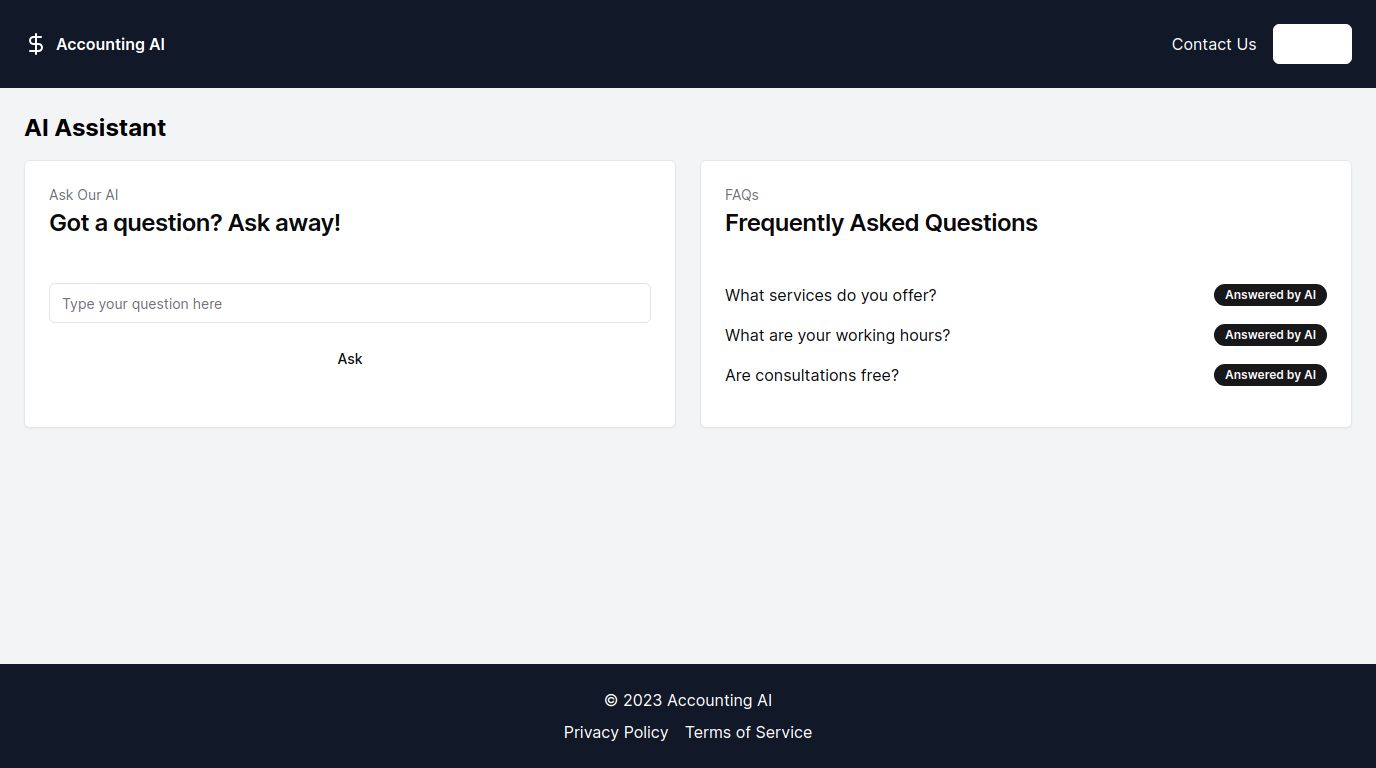 Accounting AI
Contact Us
AI Assistant
Ask Our AI
Got a question? Ask away!
Type your question here
Ask
FAQs
Frequently Asked Questions
What services do you offer?
Answered by AI
What are your working hours?
Answered by AI
Are consultations free?
Answered by AI
© 2023 Accounting AI
Privacy Policy
Terms of Service